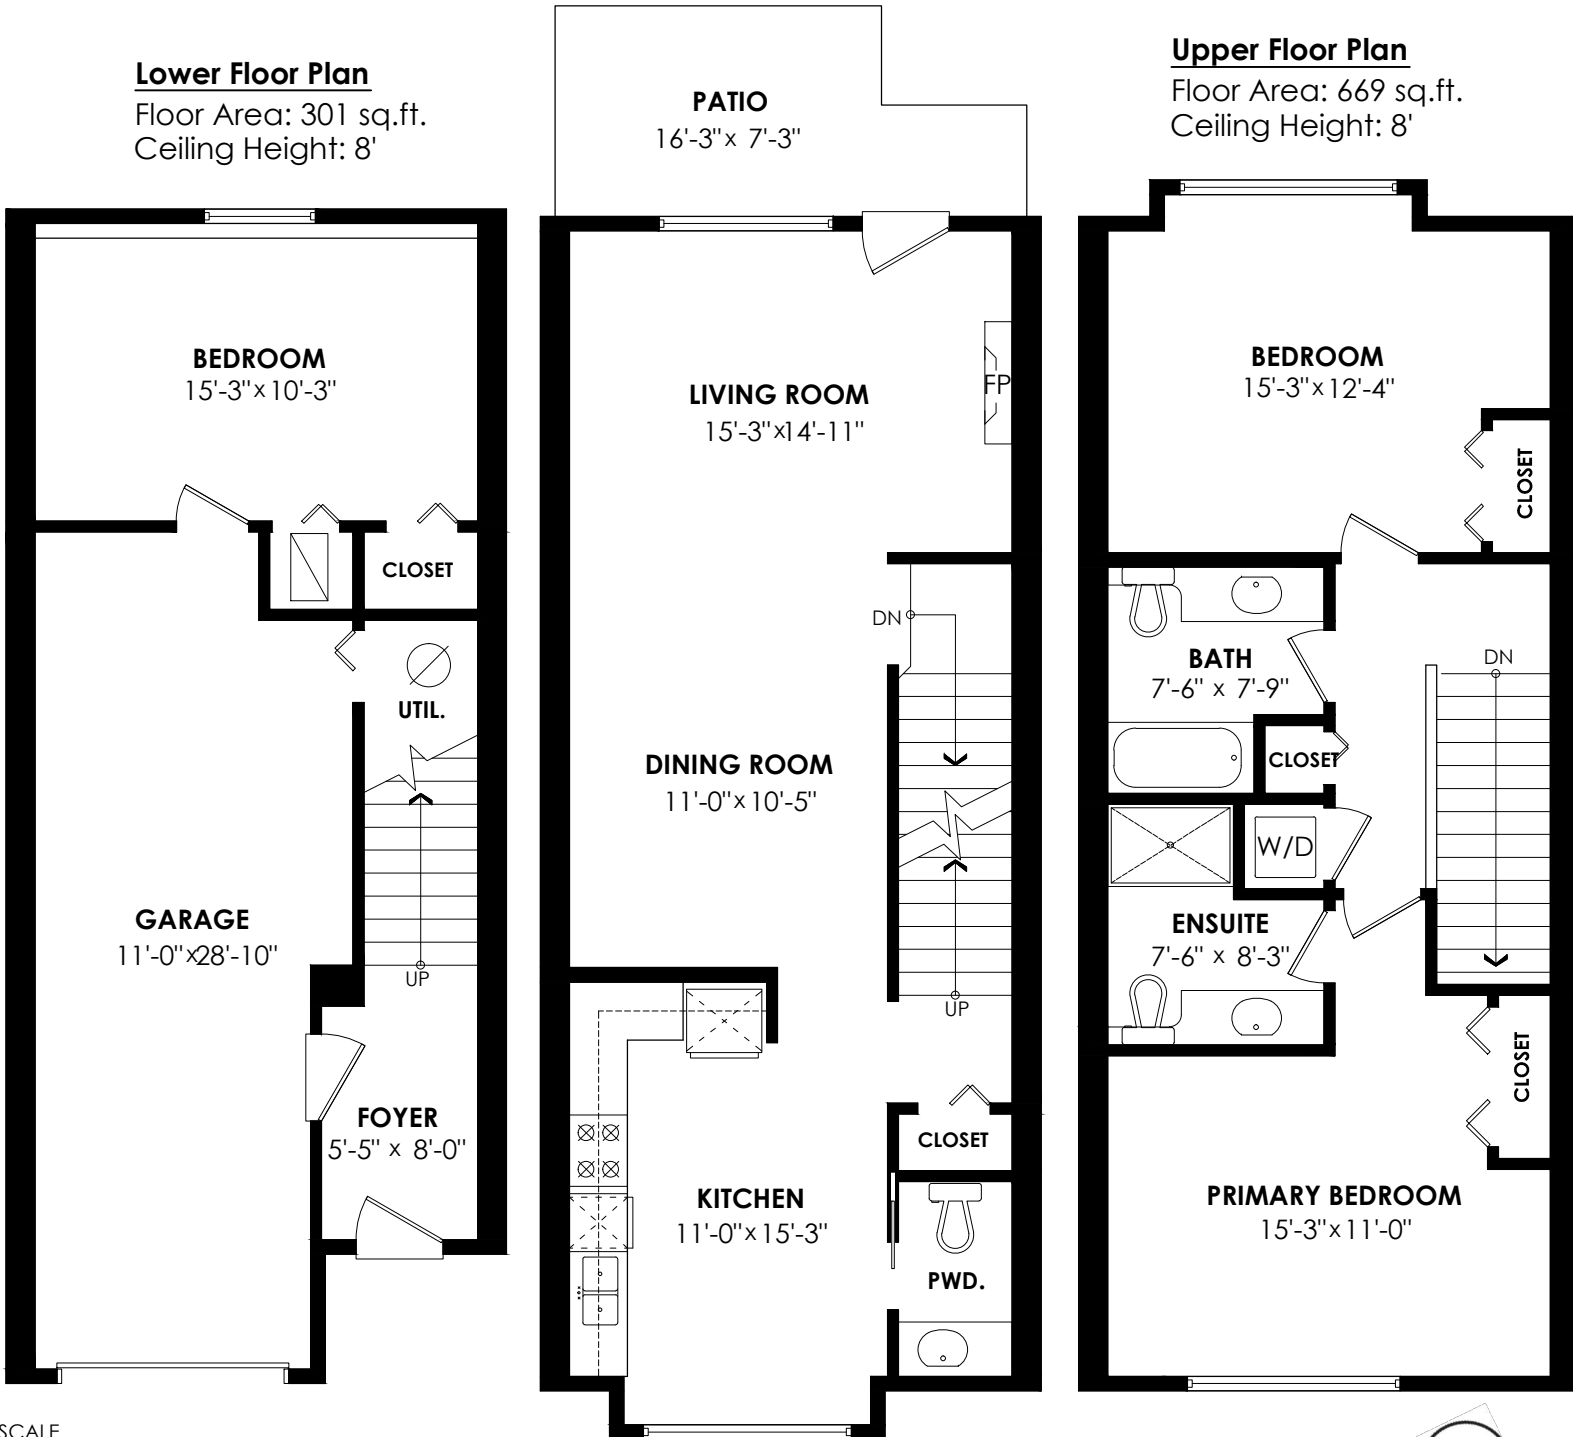 Lower Floor Plan
Floor Area: 301 sq.ft.
Ceiling Height: 8'
BEDROOM
15'-3" x 10'-3"
CLOSET
UTIL.
GARAGE
11'-0" x 28'-10"
UP
FOYER
5'-5" x 8'-0"
SCALE
PATIO
16'-3" x 7'-3"
LIVING ROOM
15'-3" x 14'-11"
FP
DN
DINING ROOM
11'-0" x 10'-5"
UP
CLOSET
KITCHEN
11'-0" x 15'-3"
PWD.
Upper Floor Plan
Floor Area: 669 sq.ft.
Ceiling Height: 8'
BEDROOM
15'-3" x 12'-4"
CLOSET
BATH
7'-6" x 7'-9"
DN
CLOSET
W/D
ENSUITE
7'-6" x 8'-3"
CLOSET
PRIMARY BEDROOM
15'-3" x 11'-0"